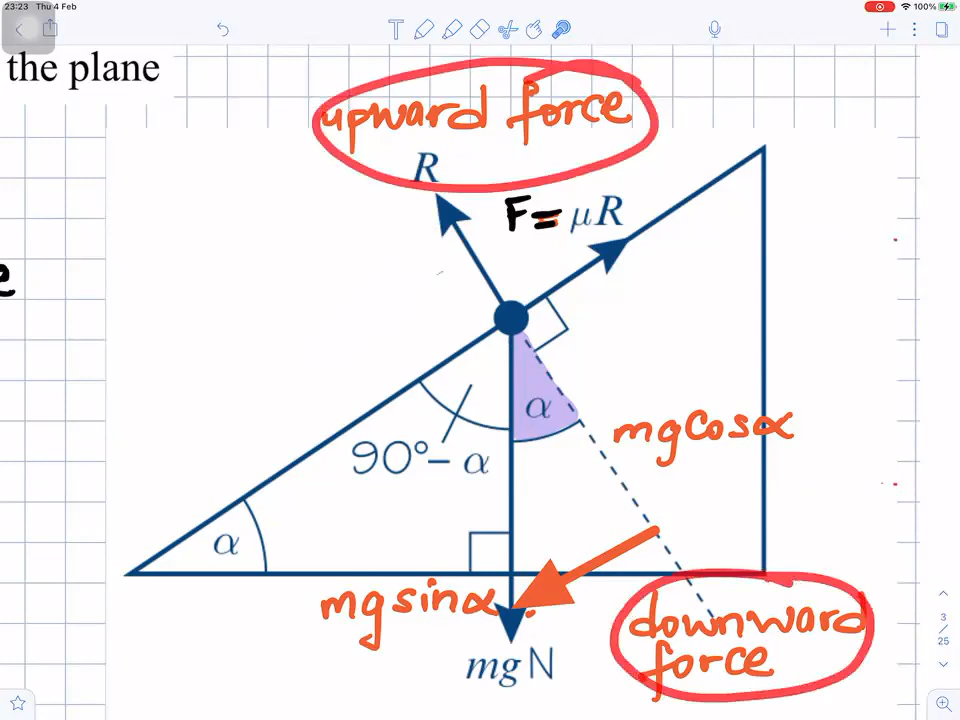 23:23 Thu 4 Feb
100%
T
the plane
upward force
R
F = μR
e
α
mgcosα
90°– α
α
mgsinα
downward
force
mg N
3
/
25